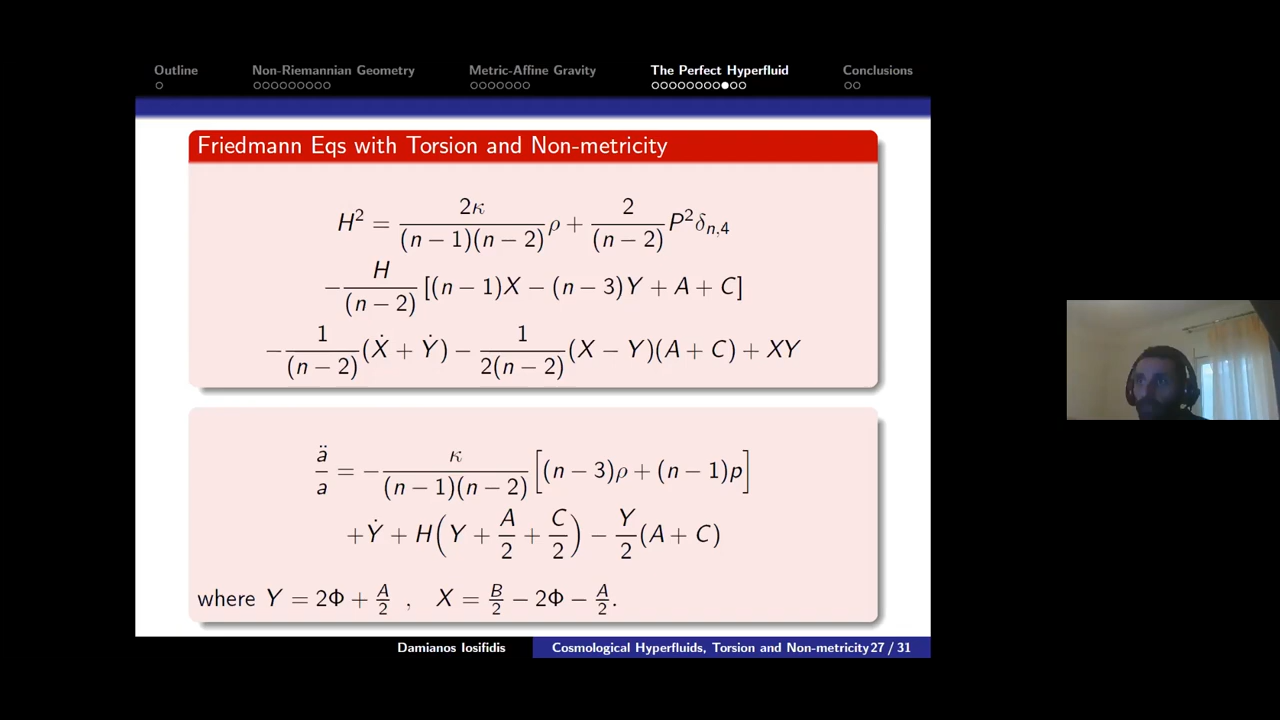 Outline Non-Riemannian Geometry Metric-Affine Gravity The Perfect Hyperfluid Conclusions
Friedmann Eqs with Torsion and Non-metricity
H² = 2κ/((n − 1)(n − 2)) ρ + 2/(n − 2) P²δₙ,₄
− H/(n − 2) [(n − 1)X − (n − 3)Y + A + C]
− 1/(n − 2) (Ẋ + Ẏ) − 1/(2(n − 2)) (X − Y)(A + C) + XY
ä/a = − κ/((n − 1)(n − 2)) [(n − 3)ρ + (n − 1)p]
+Ẏ + H(Y + A/2 + C/2) − Y/2 (A + C)
where Y = 2Φ + A/2 , X = B/2 − 2Φ − A/2.
Damianos Iosifidis Cosmological Hyperfluids, Torsion and Non-metricity 27 / 31